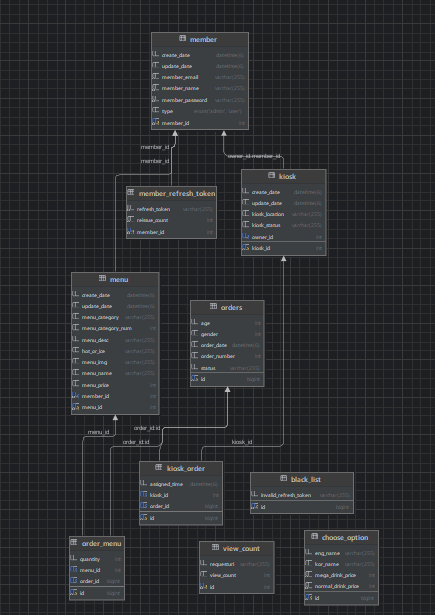 member
create_date datetime(6)
update_date datetime(6)
member_email varchar(255)
member_name varchar(255)
member_password varchar(255)
type
member_id int
member_id
member_id
owner_id:member_id
member_refresh_token
refresh_token varchar(255)
reissue_count int
member_id int
kiosk
create_date datetime(6)
update_date datetime(6)
kiosk_location varchar(255)
kiosk_status varchar(255)
owner_id int
kiosk_id int
menu
create_date datetime(6)
update_date datetime(6)
menu_category varchar(255)
menu_category_num int
menu_desc varchar(255)
hot_or_ice int
menu_img varchar(255)
menu_name varchar(255)
menu_price int
member_id int
menu_id int
orders
age int
gender int
order_date datetime(6)
order_number int
status varchar(255)
id bigint
menu_id
order_id:id
order_id:id
kiosk_id
kiosk_order
assigned_time datetime(6)
kiosk_id int
order_id bigint
id bigint
black_list
invalid_refresh_token varchar(255)
id bigint
order_menu
quantity int
menu_id int
order_id bigint
id bigint
view_count
requesturl varchar(255)
view_count int
id bigint
choose_option
eng_name varchar(255)
kor_name varchar(255)
mega_drink_price int
normal_drink_price int
id bigint